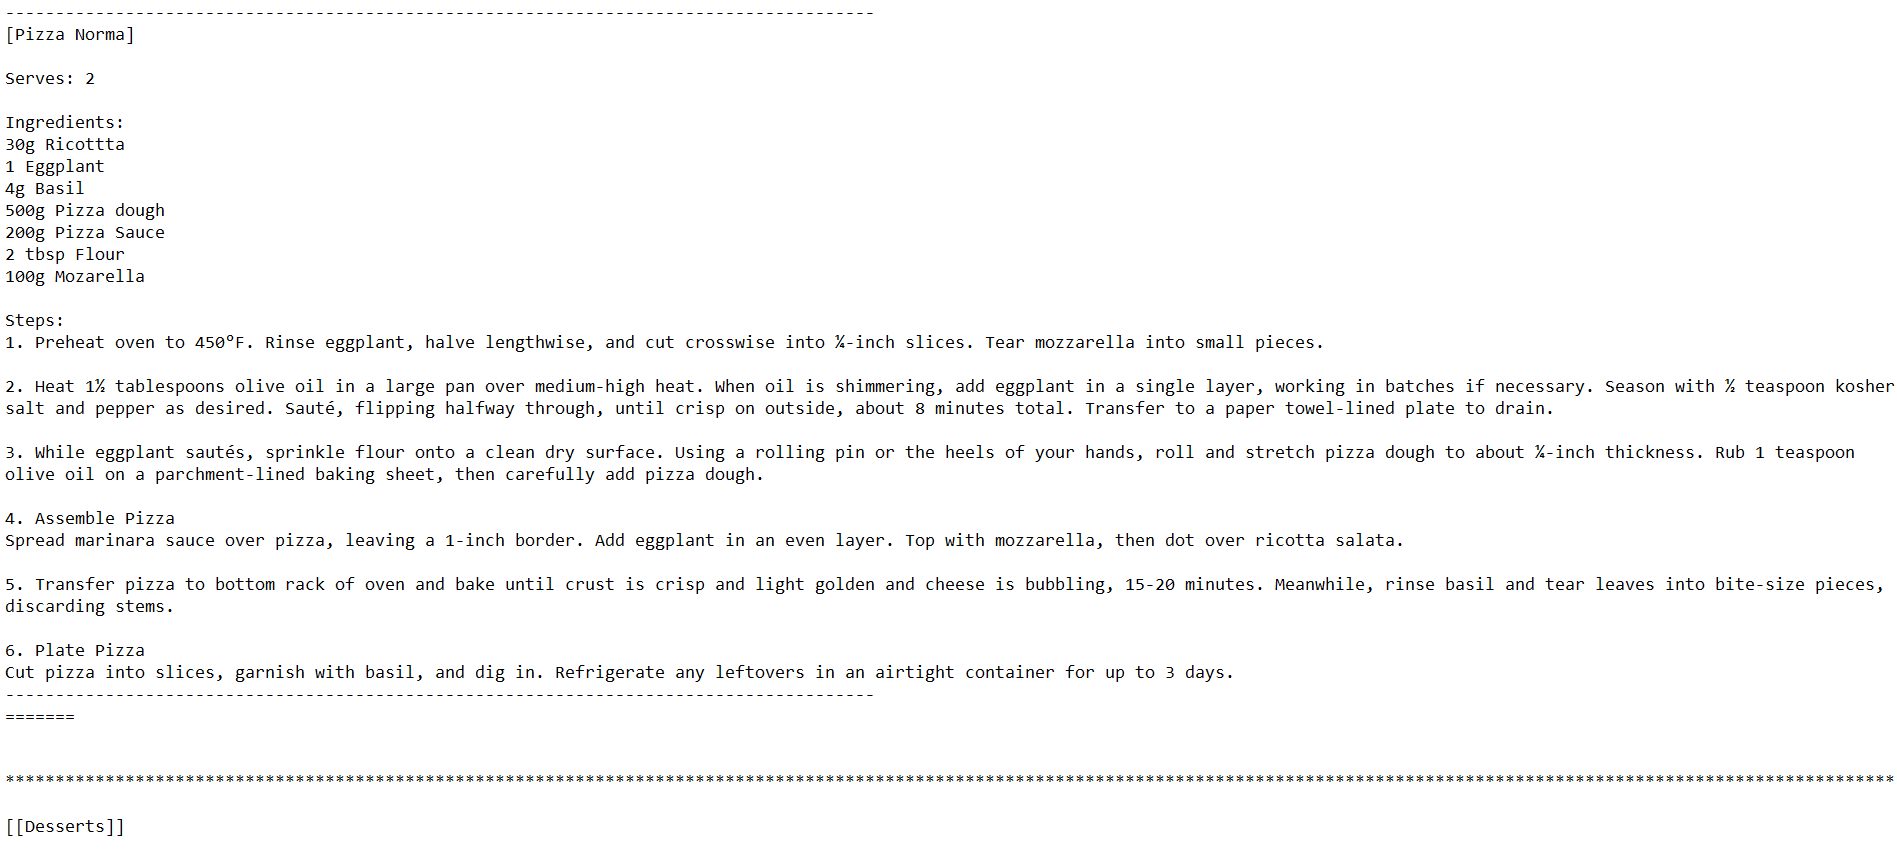 ---------------------------------------------------------------------------------------
[Pizza Norma]
Serves: 2
Ingredients:
30g Ricottta
1 Eggplant
4g Basil
500g Pizza dough
200g Pizza Sauce
2 tbsp Flour
100g Mozarella
Steps:
1. Preheat oven to 450°F. Rinse eggplant, halve lengthwise, and cut crosswise into ¼-inch slices. Tear mozzarella into small pieces.
2. Heat 1½ tablespoons olive oil in a large pan over medium-high heat. When oil is shimmering, add eggplant in a single layer, working in batches if necessary. Season with ½ teaspoon kosher
salt and pepper as desired. Sauté, flipping halfway through, until crisp on outside, about 8 minutes total. Transfer to a paper towel-lined plate to drain.
3. While eggplant sautés, sprinkle flour onto a clean dry surface. Using a rolling pin or the heels of your hands, roll and stretch pizza dough to about ¼-inch thickness. Rub 1 teaspoon
olive oil on a parchment-lined baking sheet, then carefully add pizza dough.
4. Assemble Pizza
Spread marinara sauce over pizza, leaving a 1-inch border. Add eggplant in an even layer. Top with mozzarella, then dot over ricotta salata.
5. Transfer pizza to bottom rack of oven and bake until crust is crisp and light golden and cheese is bubbling, 15-20 minutes. Meanwhile, rinse basil and tear leaves into bite-size pieces,
discarding stems.
6. Plate Pizza
Cut pizza into slices, garnish with basil, and dig in. Refrigerate any leftovers in an airtight container for up to 3 days.
---------------------------------------------------------------------------------------
=======
*********************************************************************************************************************************************************************************************
[[Desserts]]